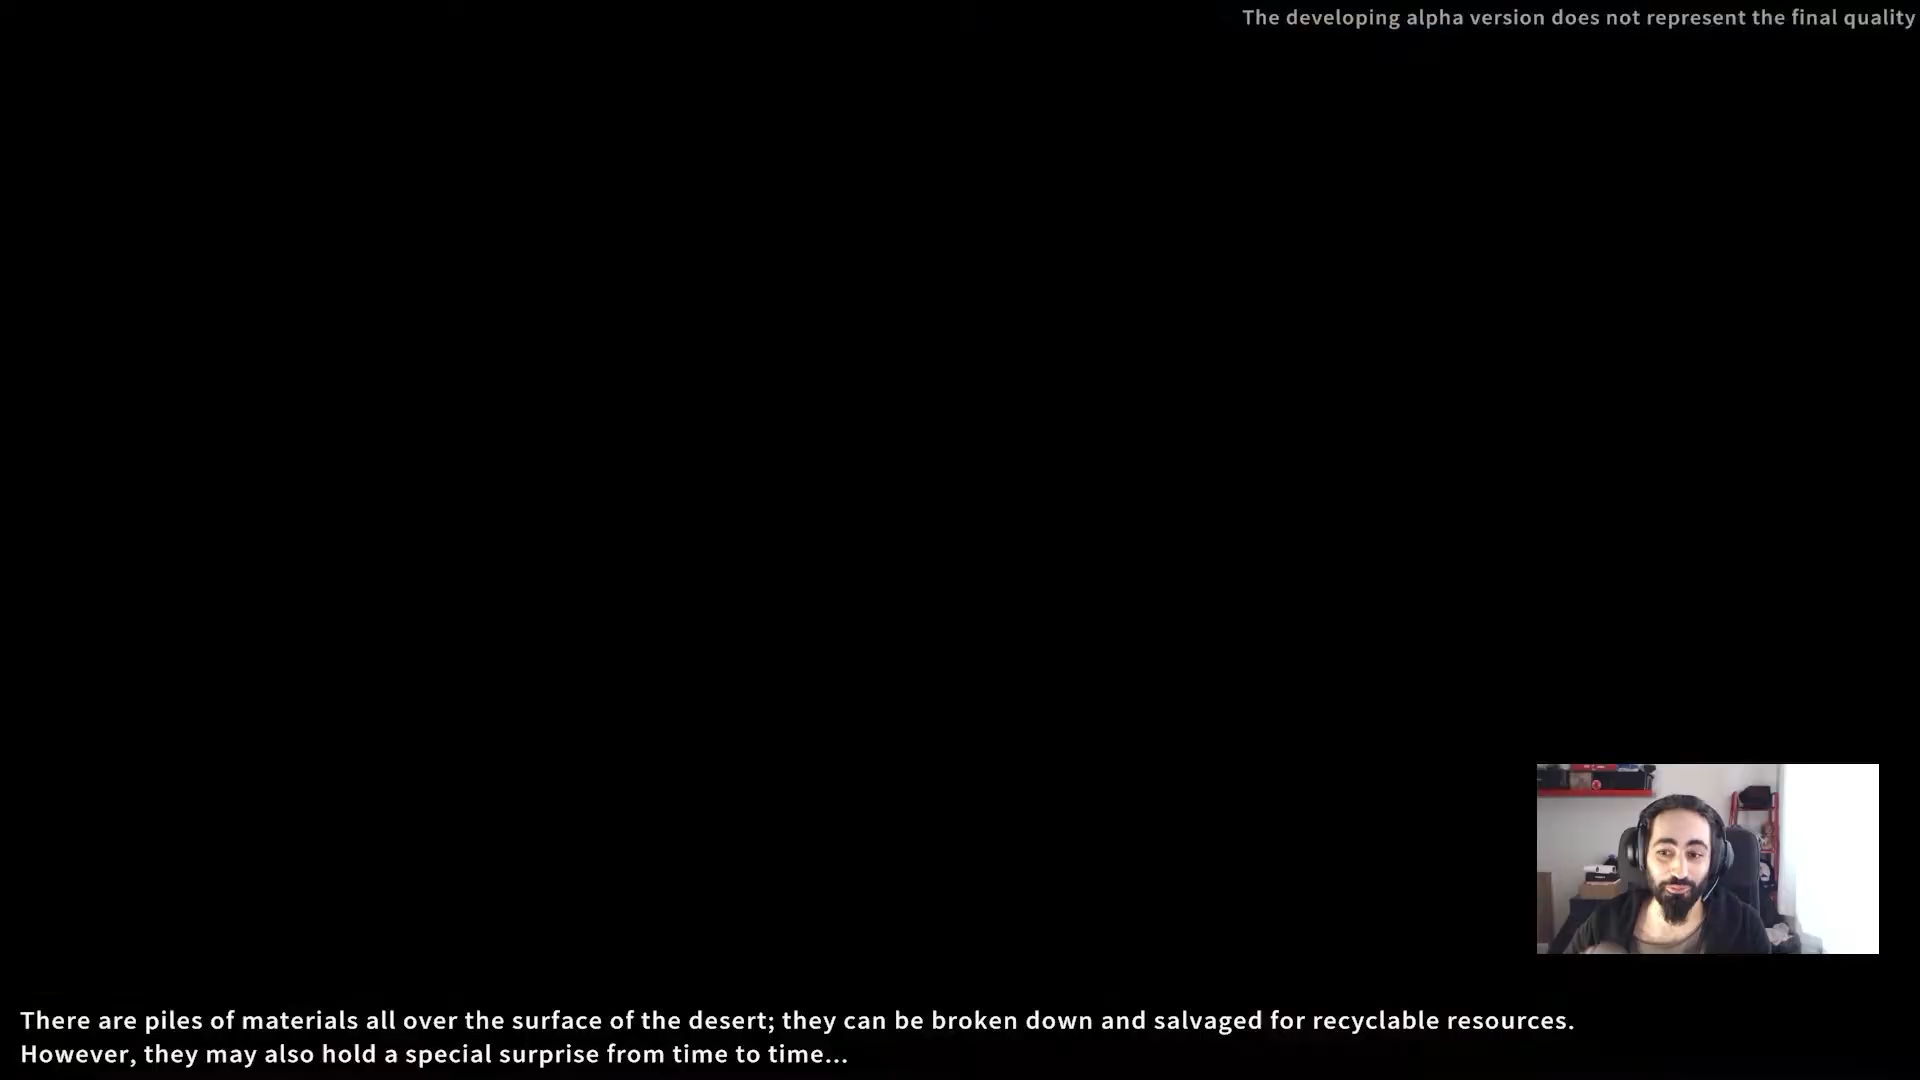 The developing alpha version does not represent the final quality
There are piles of materials all over the surface of the desert; they can be broken down and salvaged for recyclable resources.
However, they may also hold a special surprise from time to time...